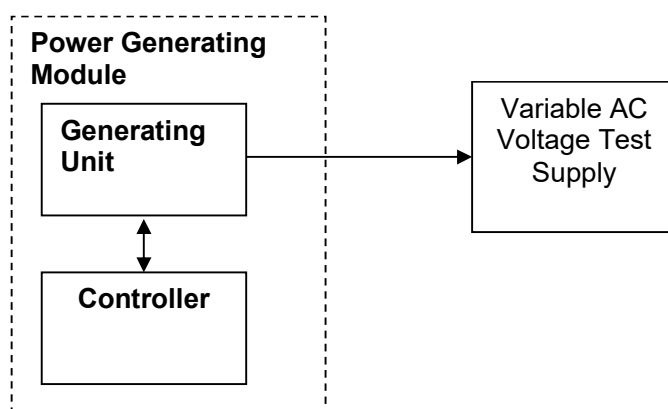 Power Generating
Module
Generating
Unit
Controller
Variable AC
Voltage Test
Supply